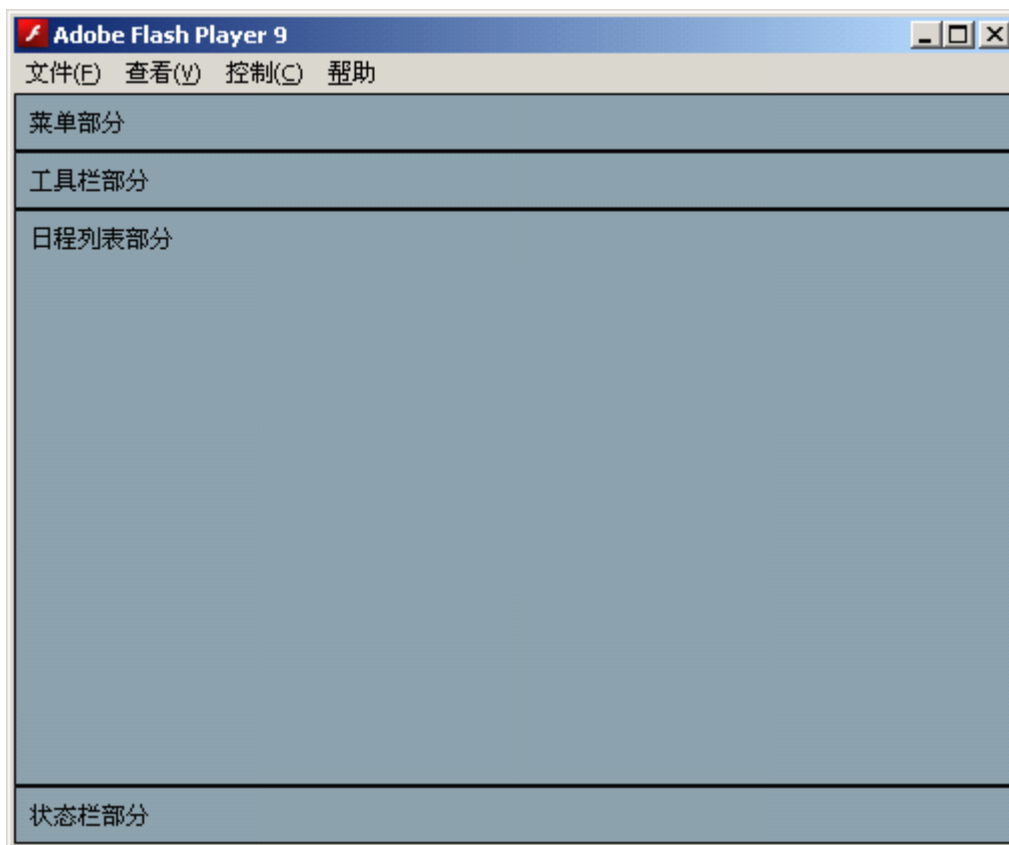 Adobe Flash Player 9
文件(F) 查看(V) 控制(C) 帮助
菜单部分
工具栏部分
日程列表部分
状态栏部分